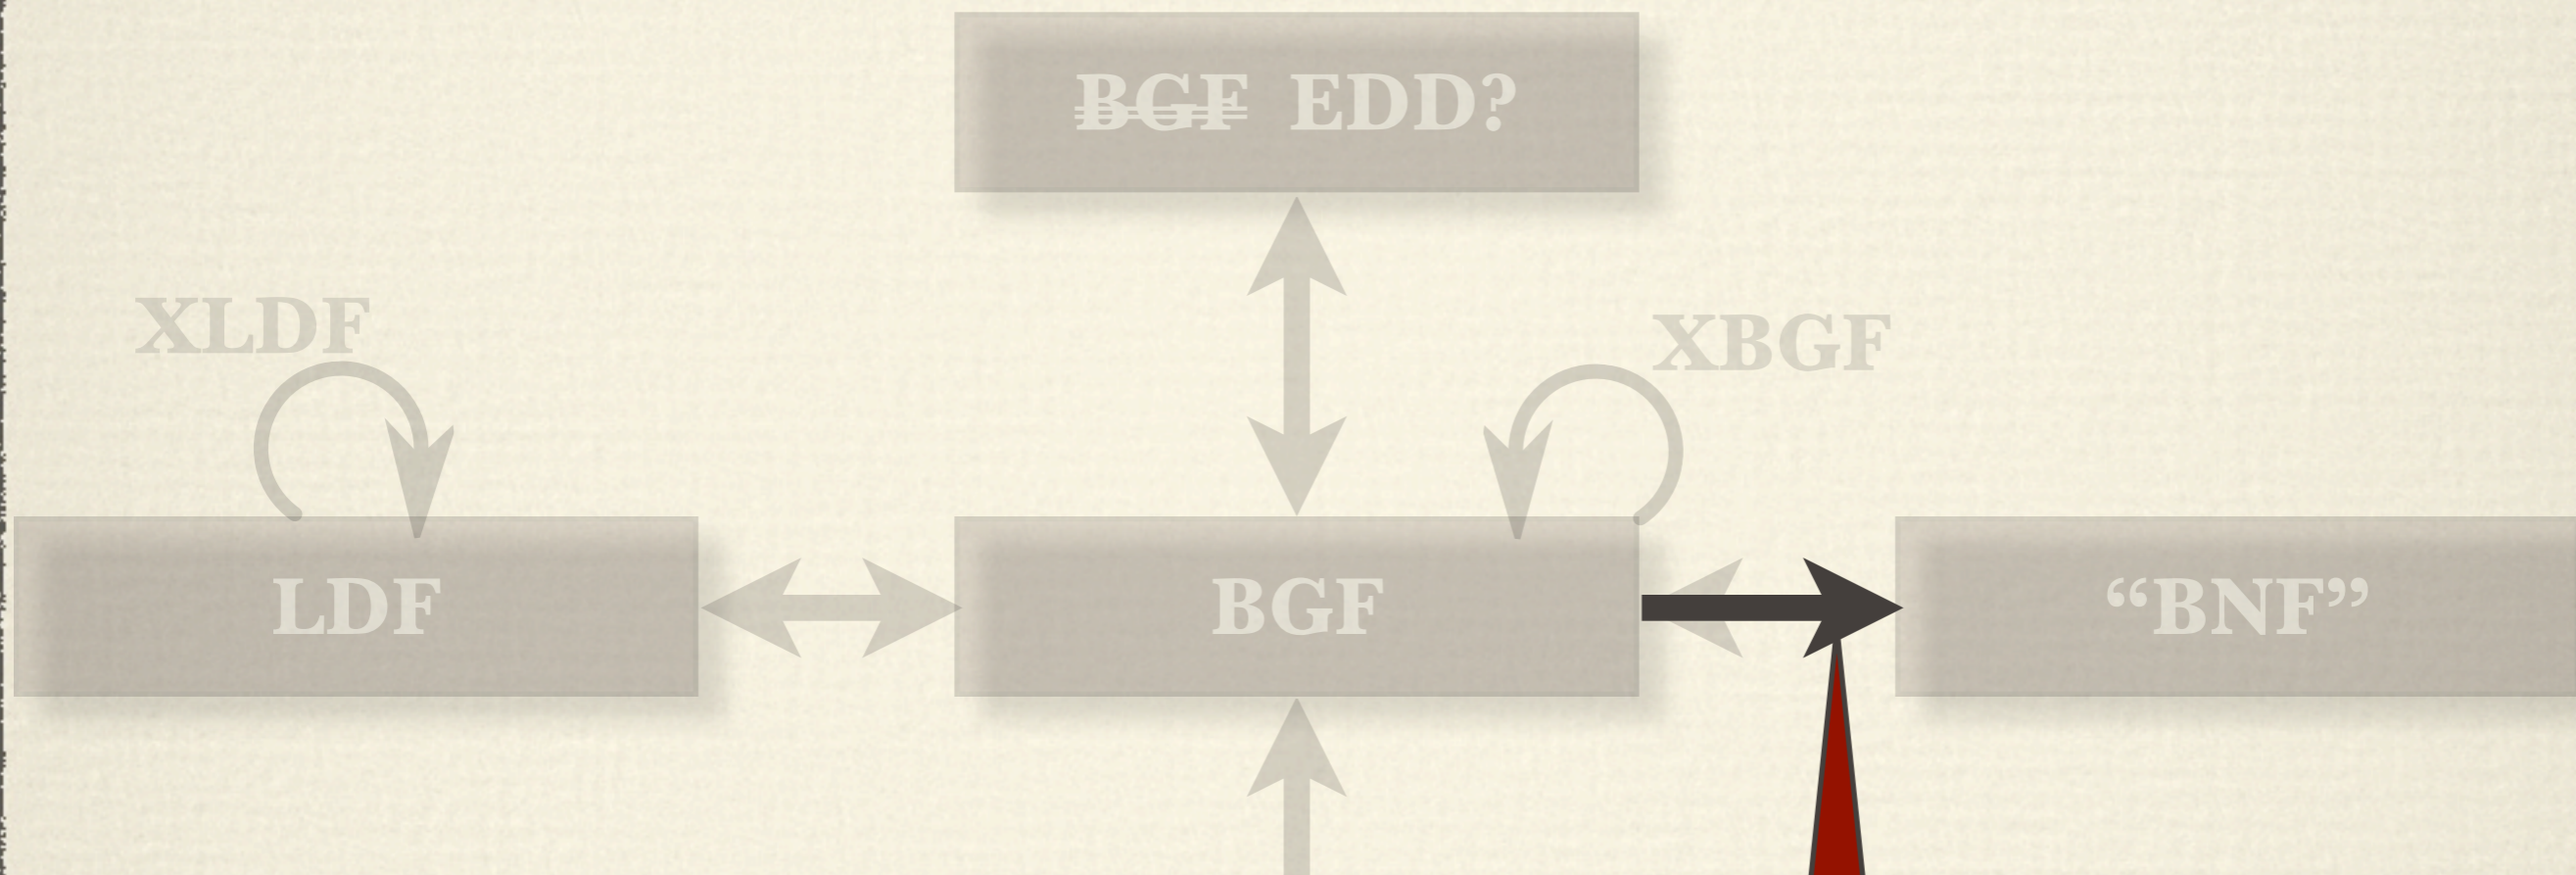 BGF EDD?
XLDF
XBGF
LDF
BGF
“BNF”